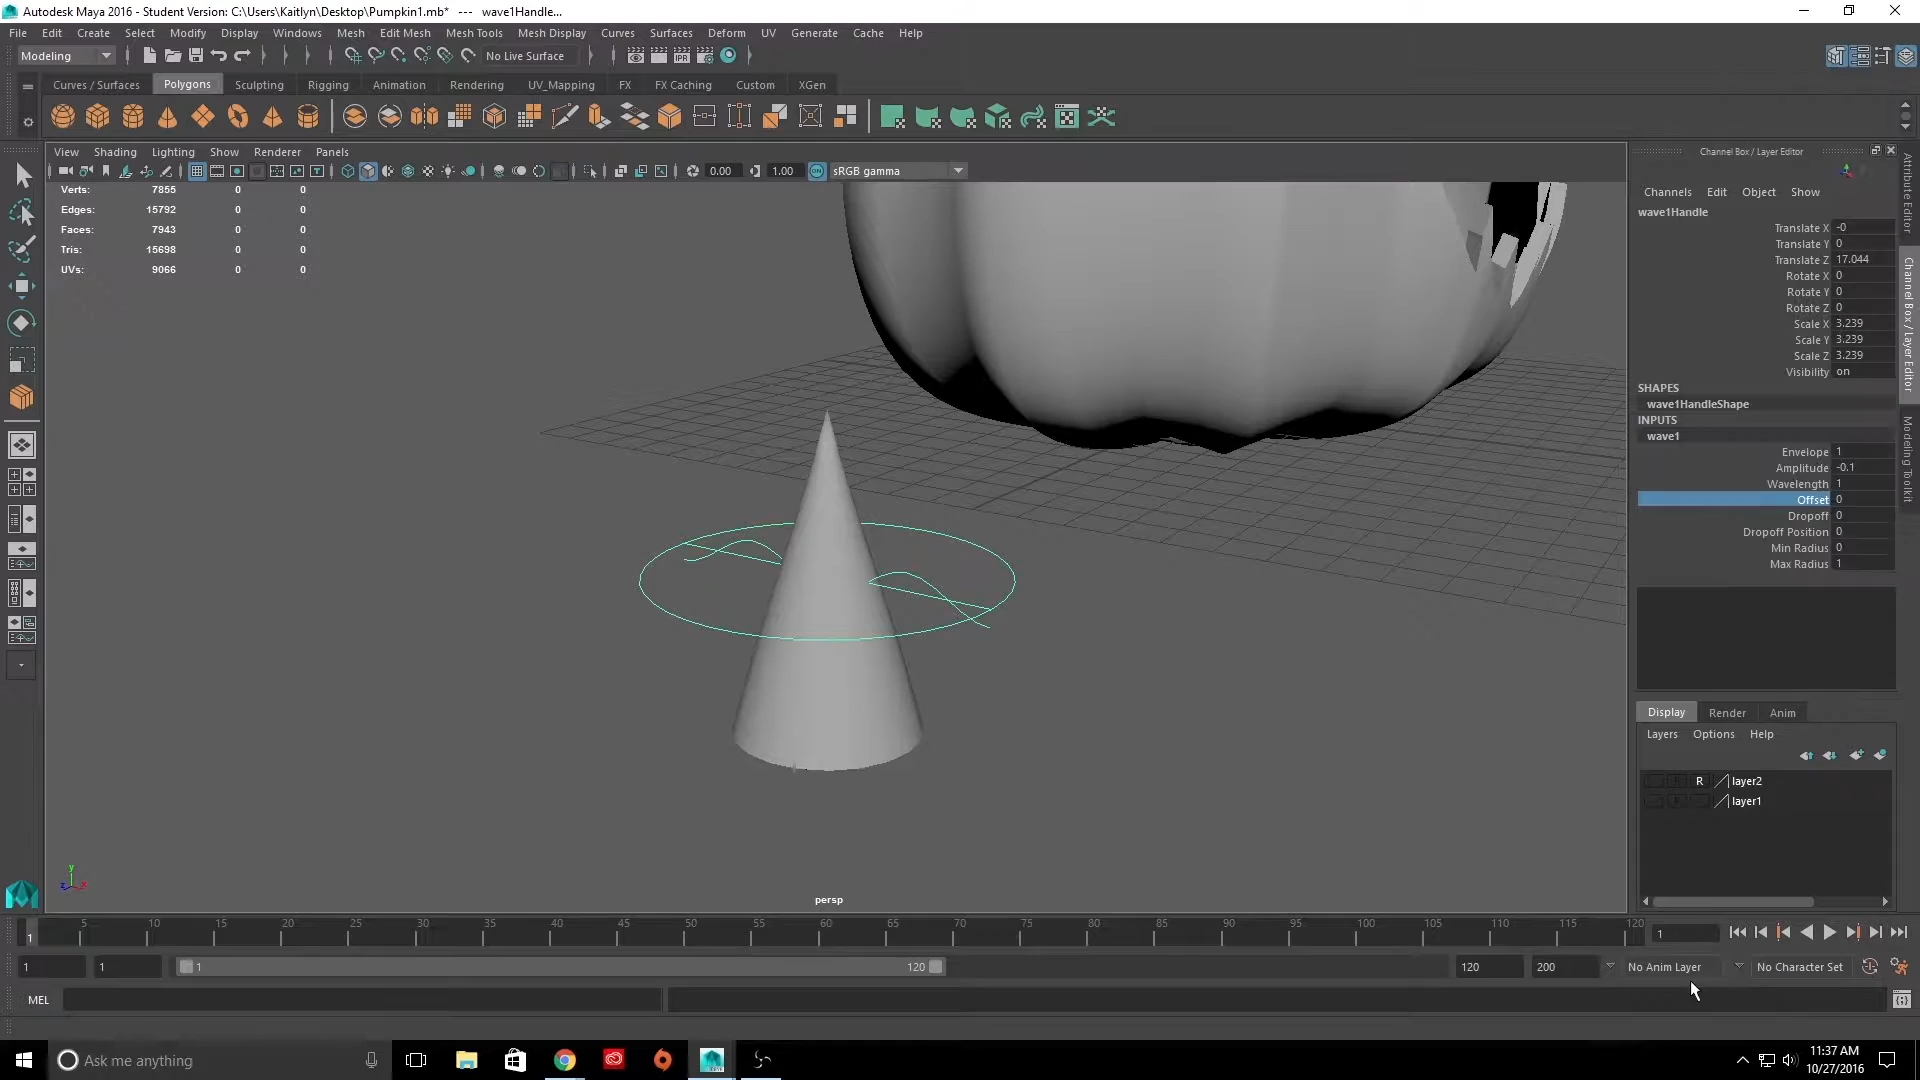 Autodesk Maya 2016 - Student Version: C:\Users\Kaitlyn\Desktop\Pumpkin1.mb*   ---   wave1Handle...
File Edit Create Select Modify Display Windows Mesh Edit Mesh Mesh Tools Mesh Display Curves Surfaces Deform UV Generate Cache Help
Modeling No Live Surface
Curves / Surfaces Polygons Sculpting Rigging Animation Rendering UV_Mapping FX FX Caching Custom XGen
View Shading Lighting Show Renderer Panels
0.00 1.00 ON sRGB gamma
Verts: 7855 0 0
Edges: 15792 0 0
Faces: 7943 0 0
Tris: 15698 0 0
UVs: 9066 0 0
persp
Channel Box / Layer Editor
Channels Edit Object Show
wave1Handle
Translate X -0
Translate Y 0
Translate Z 17.044
Rotate X 0
Rotate Y 0
Rotate Z 0
Scale X 3.239
Scale Y 3.239
Scale Z 3.239
Visibility on
SHAPES
wave1HandleShape
INPUTS
wave1
Envelope 1
Amplitude -0.1
Wavelength 1
Offset 0
Dropoff 0
Dropoff Position 0
Min Radius 0
Max Radius 1
Display Render Anim
Layers Options Help
R layer2
layer1
Attribute Editor
Channel Box / Layer Editor
Modeling Toolkit
1 5 10 15 20 25 30 35 40 45 50 55 60 65 70 75 80 85 90 95 100 105 110 115 120 1
1 1 1 120 120 200 No Anim Layer No Character Set
MEL
Ask me anything
11:37 AM
10/27/2016